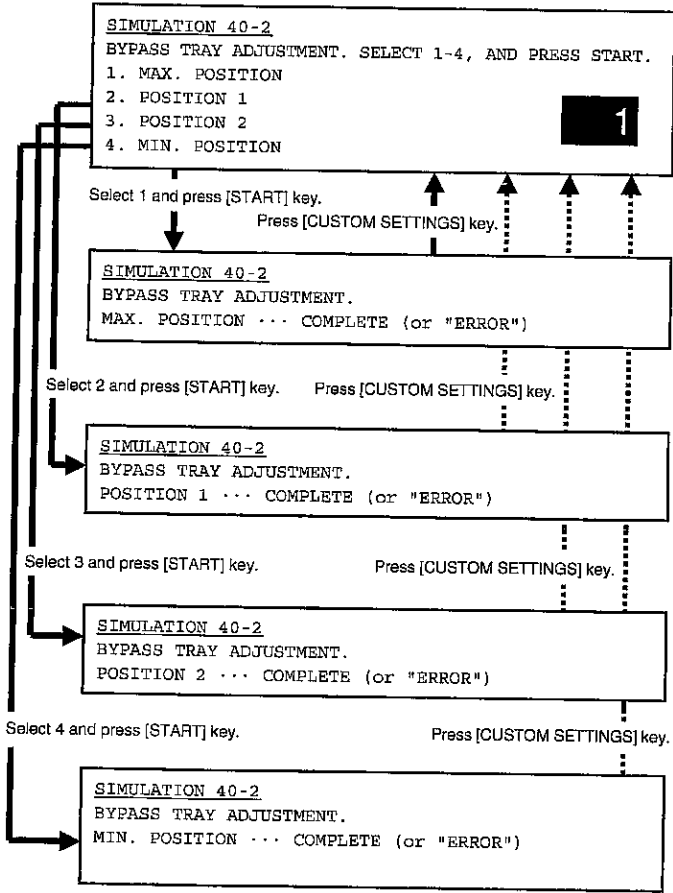 SIMULATION 40-2
BYPASS TRAY ADJUSTMENT. SELECT 1-4, AND PRESS START.
1. MAX. POSITION
2. POSITION 1
3. POSITION 2
4. MIN. POSITION
1
Select 1 and press [START] key.
Press [CUSTOM SETTINGS] key.
SIMULATION 40-2
BYPASS TRAY ADJUSTMENT.
MAX. POSITION ··· COMPLETE (or "ERROR")
Select 2 and press [START] key.
Press [CUSTOM SETTINGS] key.
SIMULATION 40-2
BYPASS TRAY ADJUSTMENT.
POSITION 1 ··· COMPLETE (or "ERROR")
Select 3 and press [START] key.
Press [CUSTOM SETTINGS] key.
SIMULATION 40-2
BYPASS TRAY ADJUSTMENT.
POSITION 2 ··· COMPLETE (or "ERROR")
Select 4 and press [START] key.
Press [CUSTOM SETTINGS] key.
SIMULATION 40-2
BYPASS TRAY ADJUSTMENT.
MIN. POSITION ··· COMPLETE (or "ERROR")